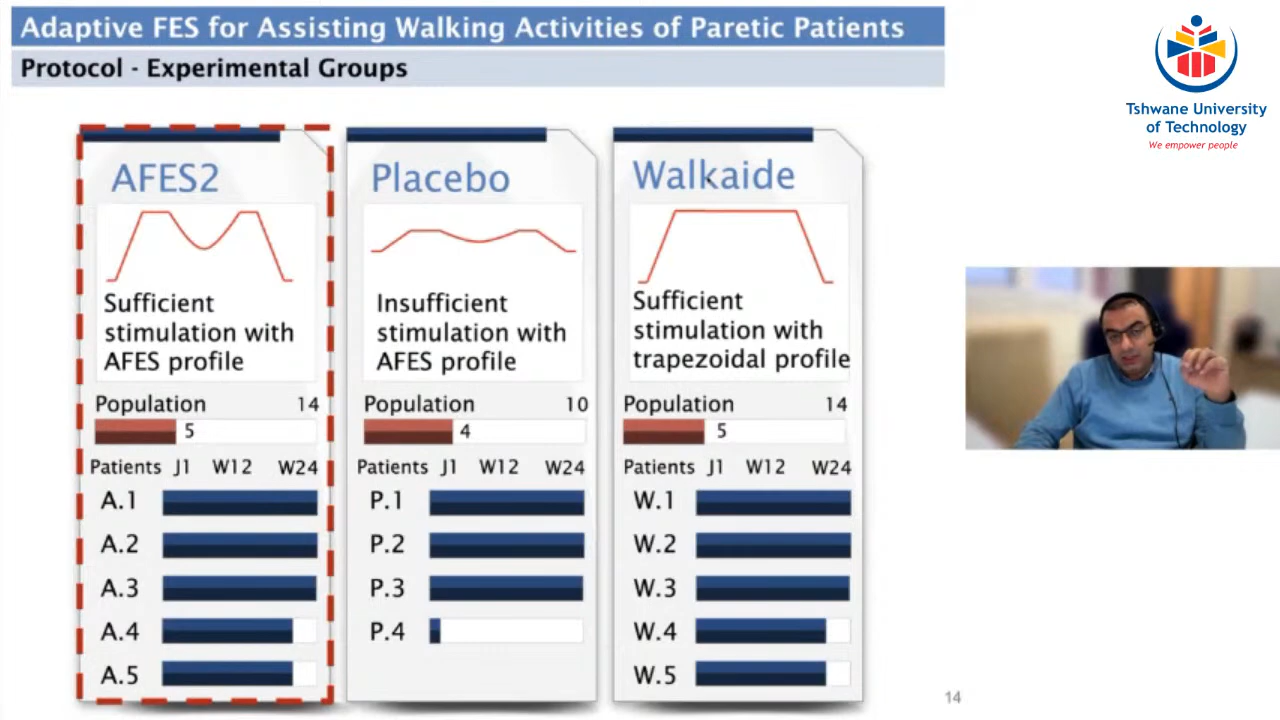 Adaptive FES for Assisting Walking Activities of Paretic Patients
Protocol - Experimental Groups
Tshwane University
of Technology
We empower people
AFES2
Sufficient
stimulation with
AFES profile
Population 14
5
Patients J1 W12 W24
A.1
A.2
A.3
A.4
A.5
Placebo
Insufficient
stimulation with
AFES profile
Population 10
4
Patients J1 W12 W24
P.1
P.2
P.3
P.4
Walkaide
Sufficient
stimulation with
trapezoidal profile
Population 14
5
Patients J1 W12 W24
W.1
W.2
W.3
W.4
W.5
14